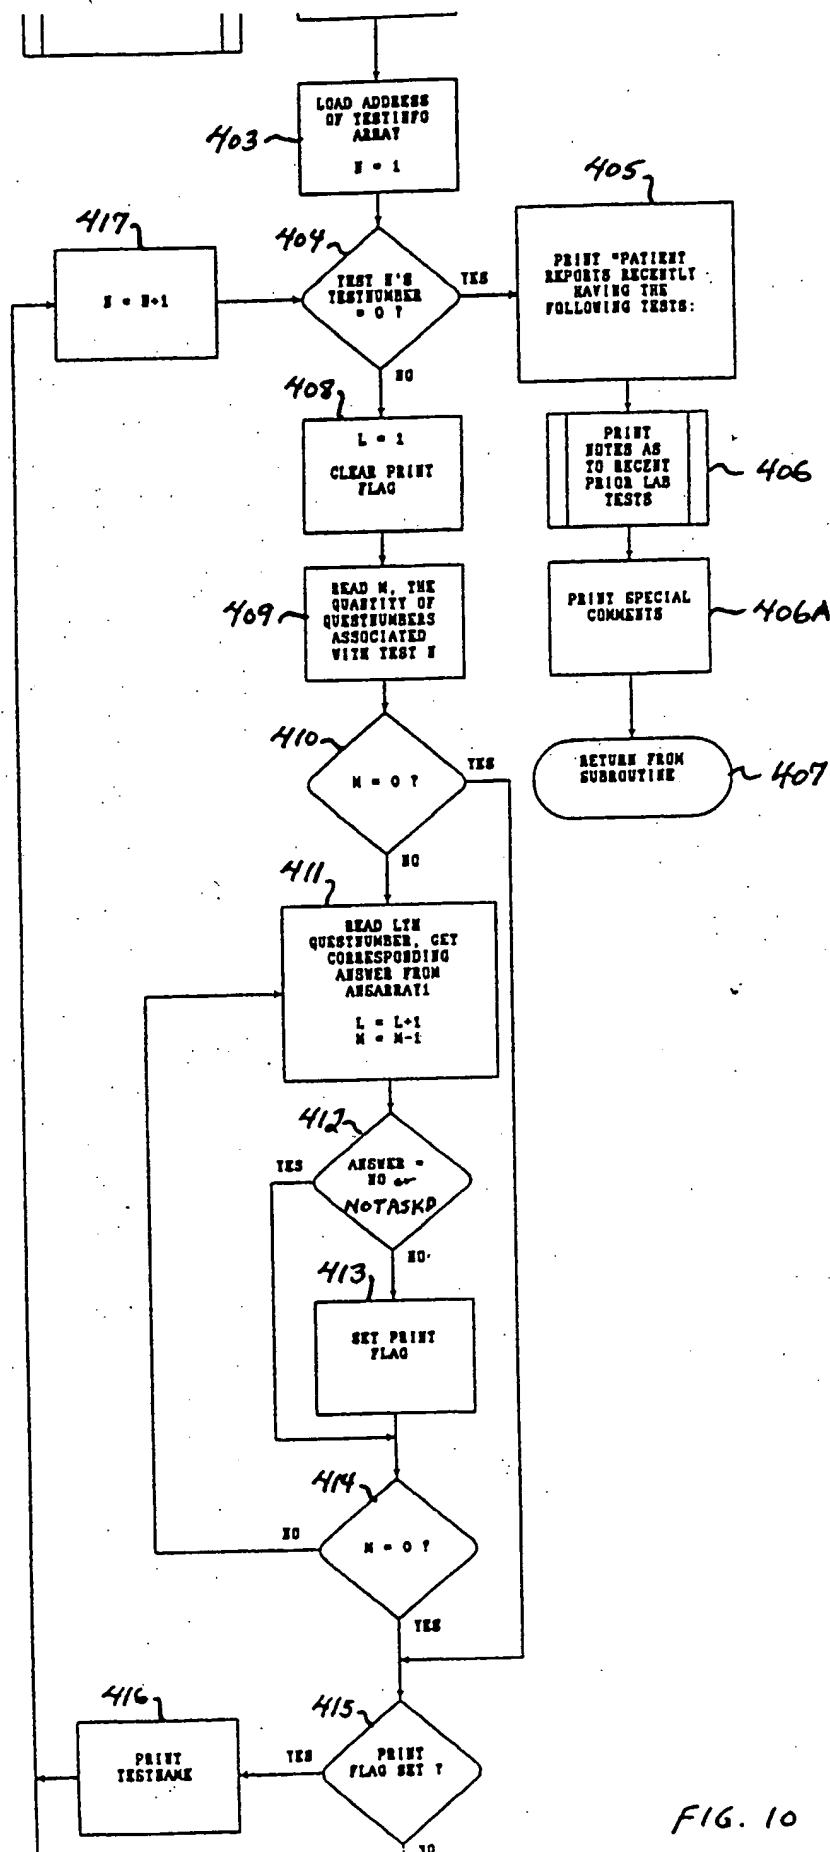 LOAD ADDRESS
OF TESTINFO
ARRAY
N = 1
403
405
417
404
N = N+1
TEST N'S
TESTNUMBER
= 0 ?
YES
PRINT "PATIENT
REPORTS RECENTLY
HAVING THE
FOLLOWING TESTS:
NO
408
L = 1
CLEAR PRINT
FLAG
PRINT
NOTES AS
TO RECENT
PRIOR LAB
TESTS
406
409
READ M, THE
QUANTITY OF
QUESTNUMBERS
ASSOCIATED
WITH TEST N
PRINT SPECIAL
COMMENTS
406A
410
M = 0 ?
YES
RETURN FROM
SUBROUTINE
407
NO
411
READ LTH
QUESTNUMBER, GET
CORRESPONDING
ANSWER FROM
ANSARRAY1
L = L+1
M = M-1
412
YES
ANSWER =
NO or
NOTASKD
NO
413
SET PRINT
FLAG
414
NO
M = 0 ?
YES
416
415
PRINT
TESTNAME
YES
PRINT
FLAG SET ?
NO
FIG. 10